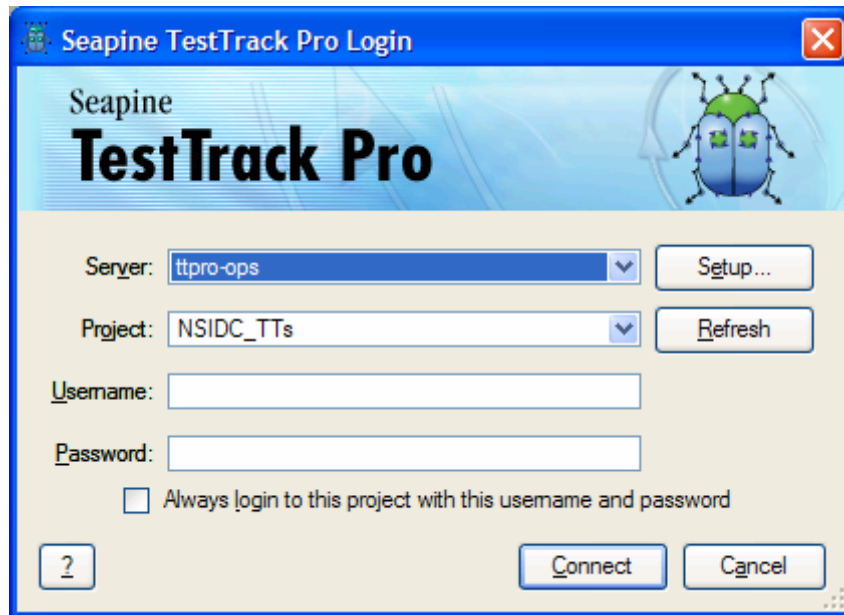 Seapine TestTrack Pro Login
Seapine
TestTrack Pro
Server: ttpro-ops Setup...
Project: NSIDC_TTs Refresh
Username:
Password:
Always login to this project with this username and password
? Connect Cancel